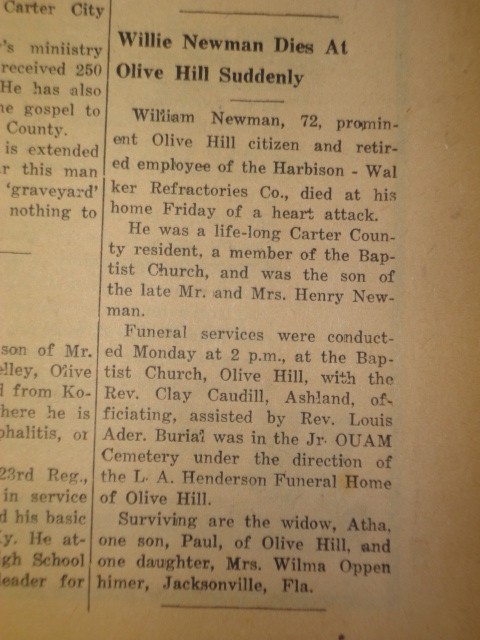 Carter City
's miniistry
received 250
He has also
he gospel to
County.
is extended
r this man
'graveyard'
nothing to
son of Mr.
elley, Olive
d from Ko-
here he is
phalitis, or
23rd Reg.,
in service
d his basic
y. He at-
igh School
leader for
Willie Newman Dies At
Olive Hill Suddenly
William Newman, 72, promin-
ent Olive Hill citizen and retir-
ed employee of the Harbison - Wal
ker Refractories Co., died at his
home Friday of a heart attack.
He was a life-long Carter Coun-
ty resident, a member of the Bap-
tist Church, and was the son of
the late Mr. and Mrs. Henry New-
man.
Funeral services were conduct-
ed Monday at 2 p.m., at the Bap-
tist Church, Olive Hill, with the
Rev. Clay Caudill, Ashland, of-
ficiating, assisted by Rev. Louis
Ader. Burial was in the Jr. OUAM
Cemetery under the direction of
the L. A. Henderson Funeral Home
of Olive Hill.
Surviving are the widow, Atha,
one son, Paul, of Olive Hill, and
one daughter, Mrs. Wilma Oppen
himer, Jacksonville, Fla.